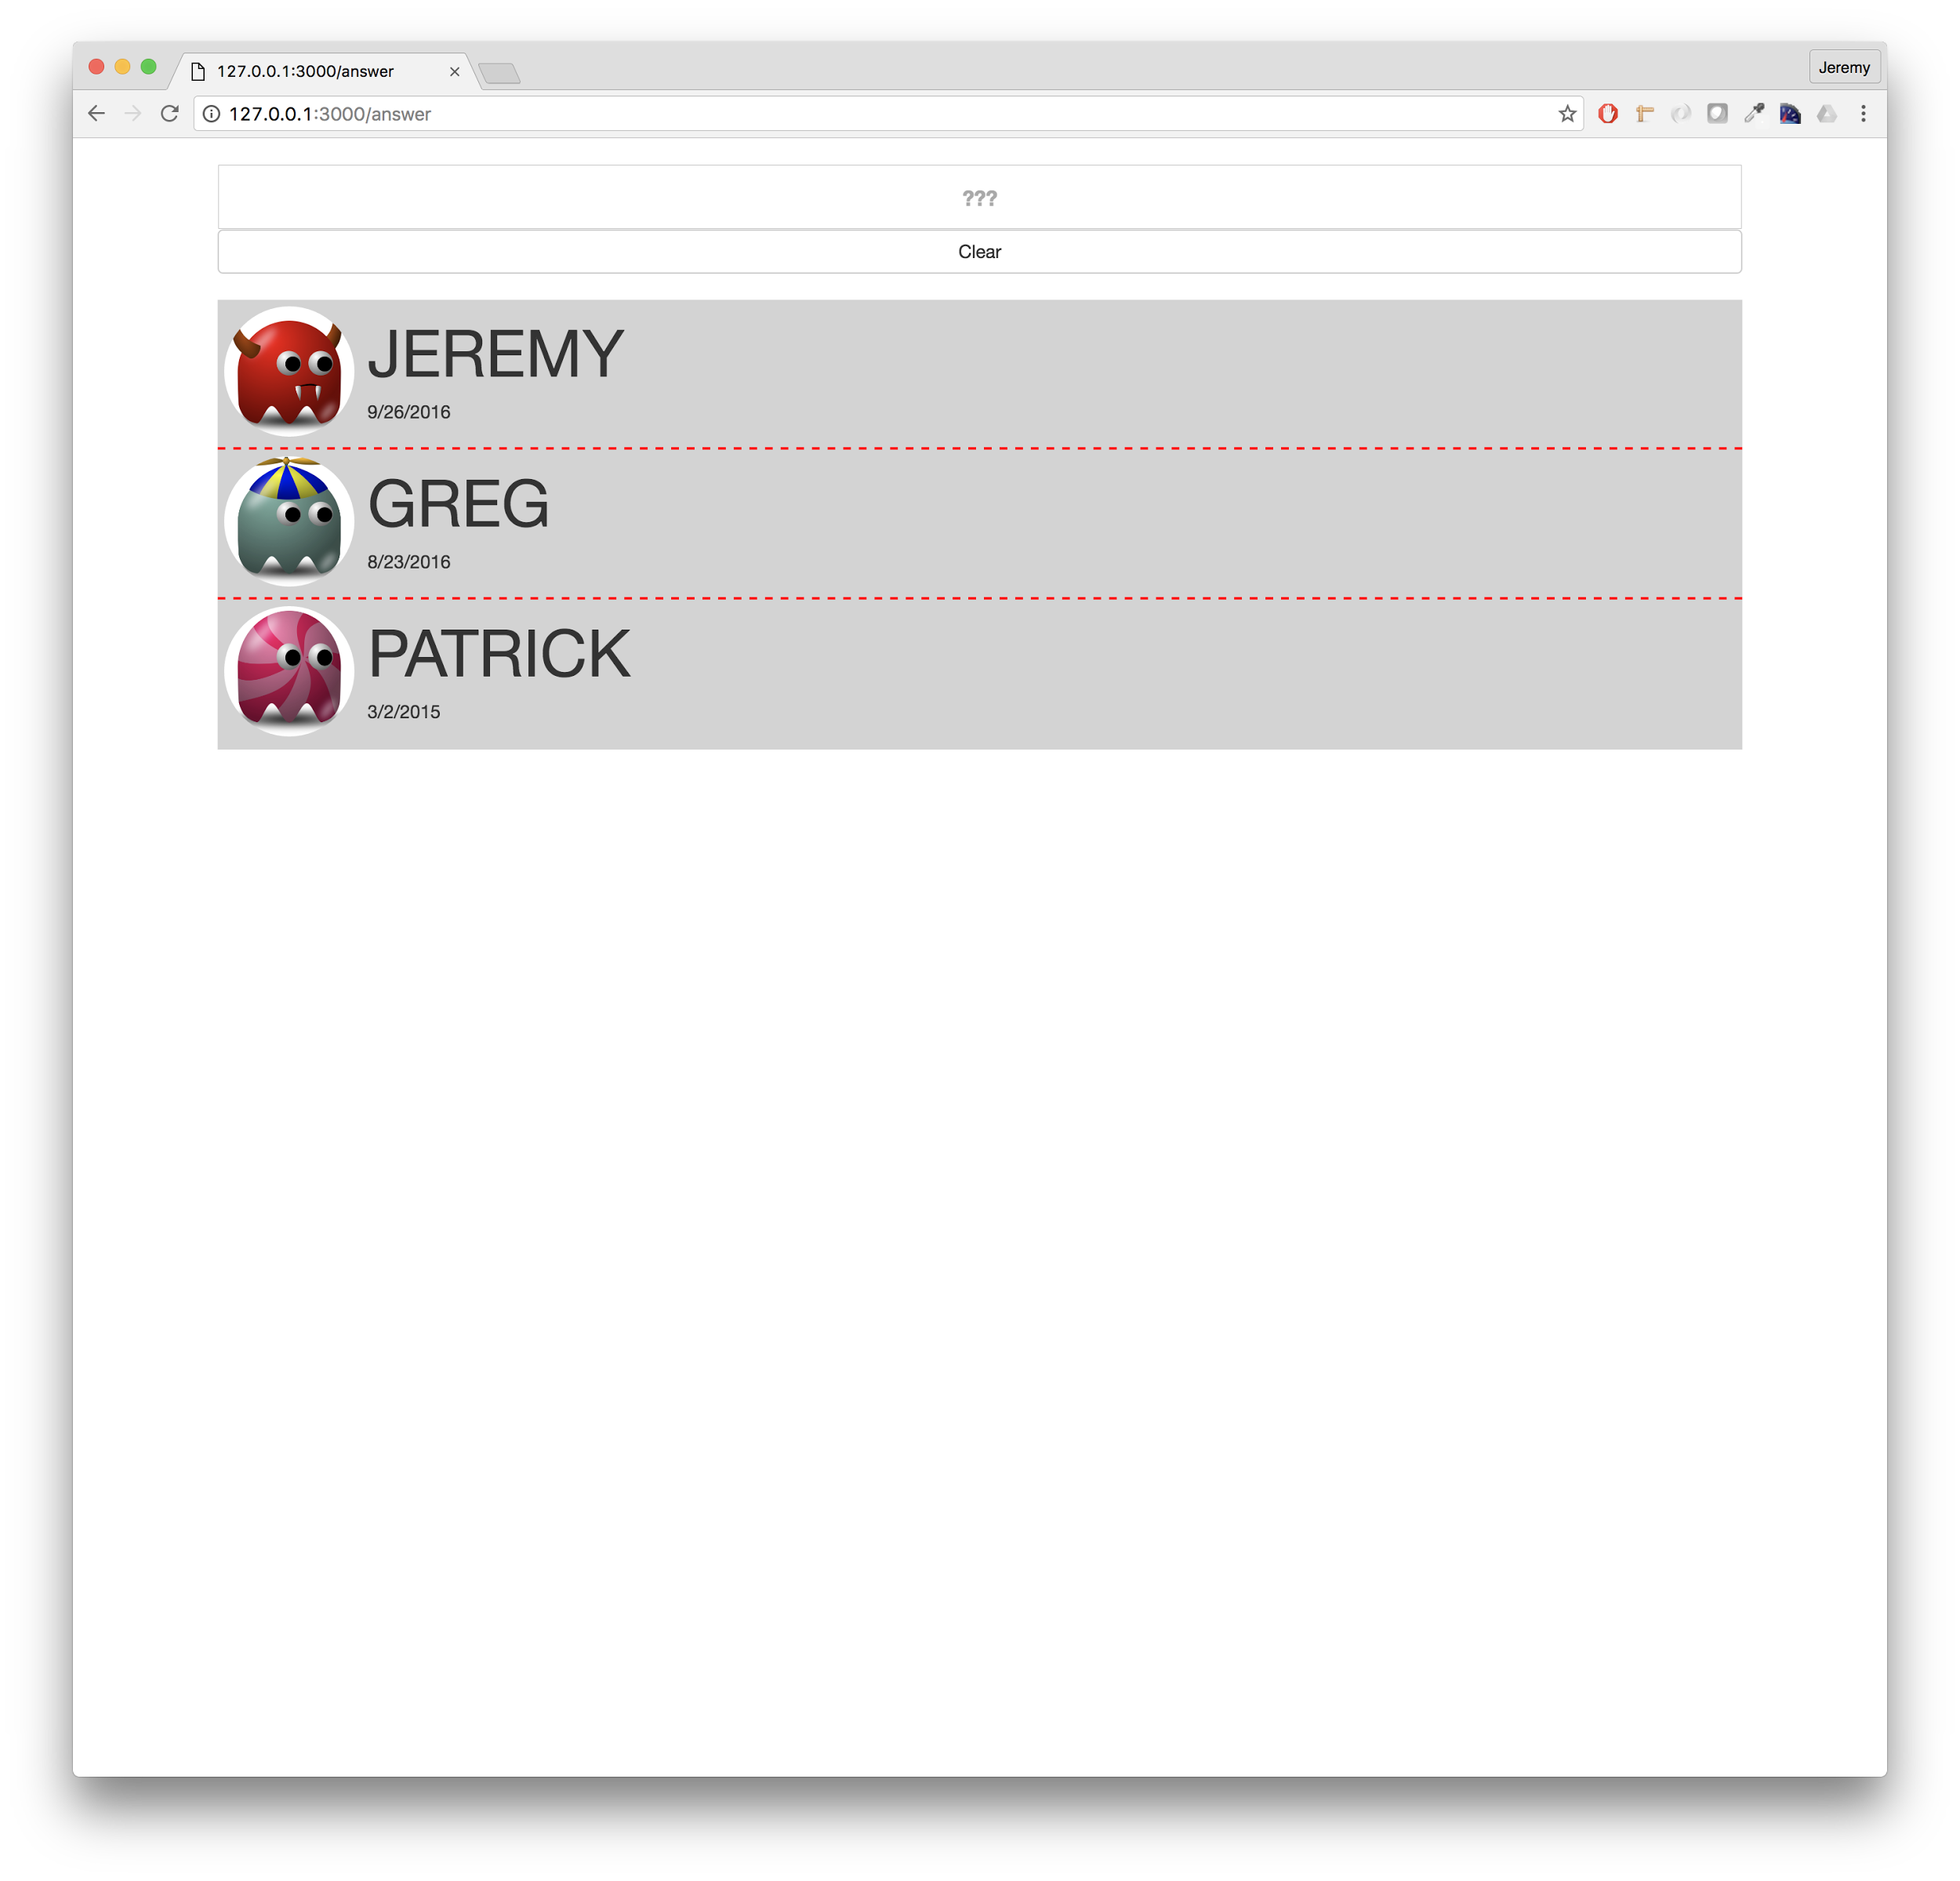 127.0.0.1:3000/answer
Jeremy
127.0.0.1:3000/answer
???
Clear
JEREMY
9/26/2016
GREG
8/23/2016
PATRICK
3/2/2015